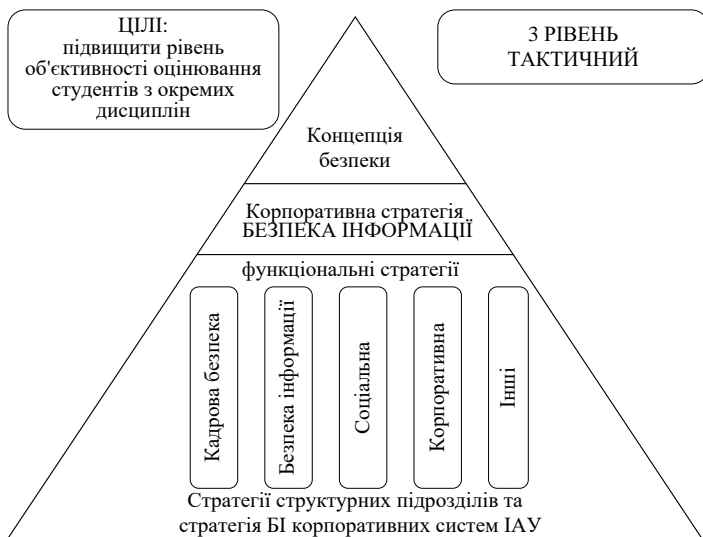 ЦІЛІ:
підвищити рівень
об'єктивності оцінювання
студентів з окремих
дисциплін
3 РІВЕНЬ
ТАКТИЧНИЙ
Концепція
безпеки
Корпоративна стратегія
БЕЗПЕКА ІНФОРМАЦІЇ
функціональні стратегії
Кадрова безпека
Безпека інформації
Соціальна
Корпоративна
Інші
Стратегії структурних підрозділів та
стратегія БІ корпоративних систем ІАУ